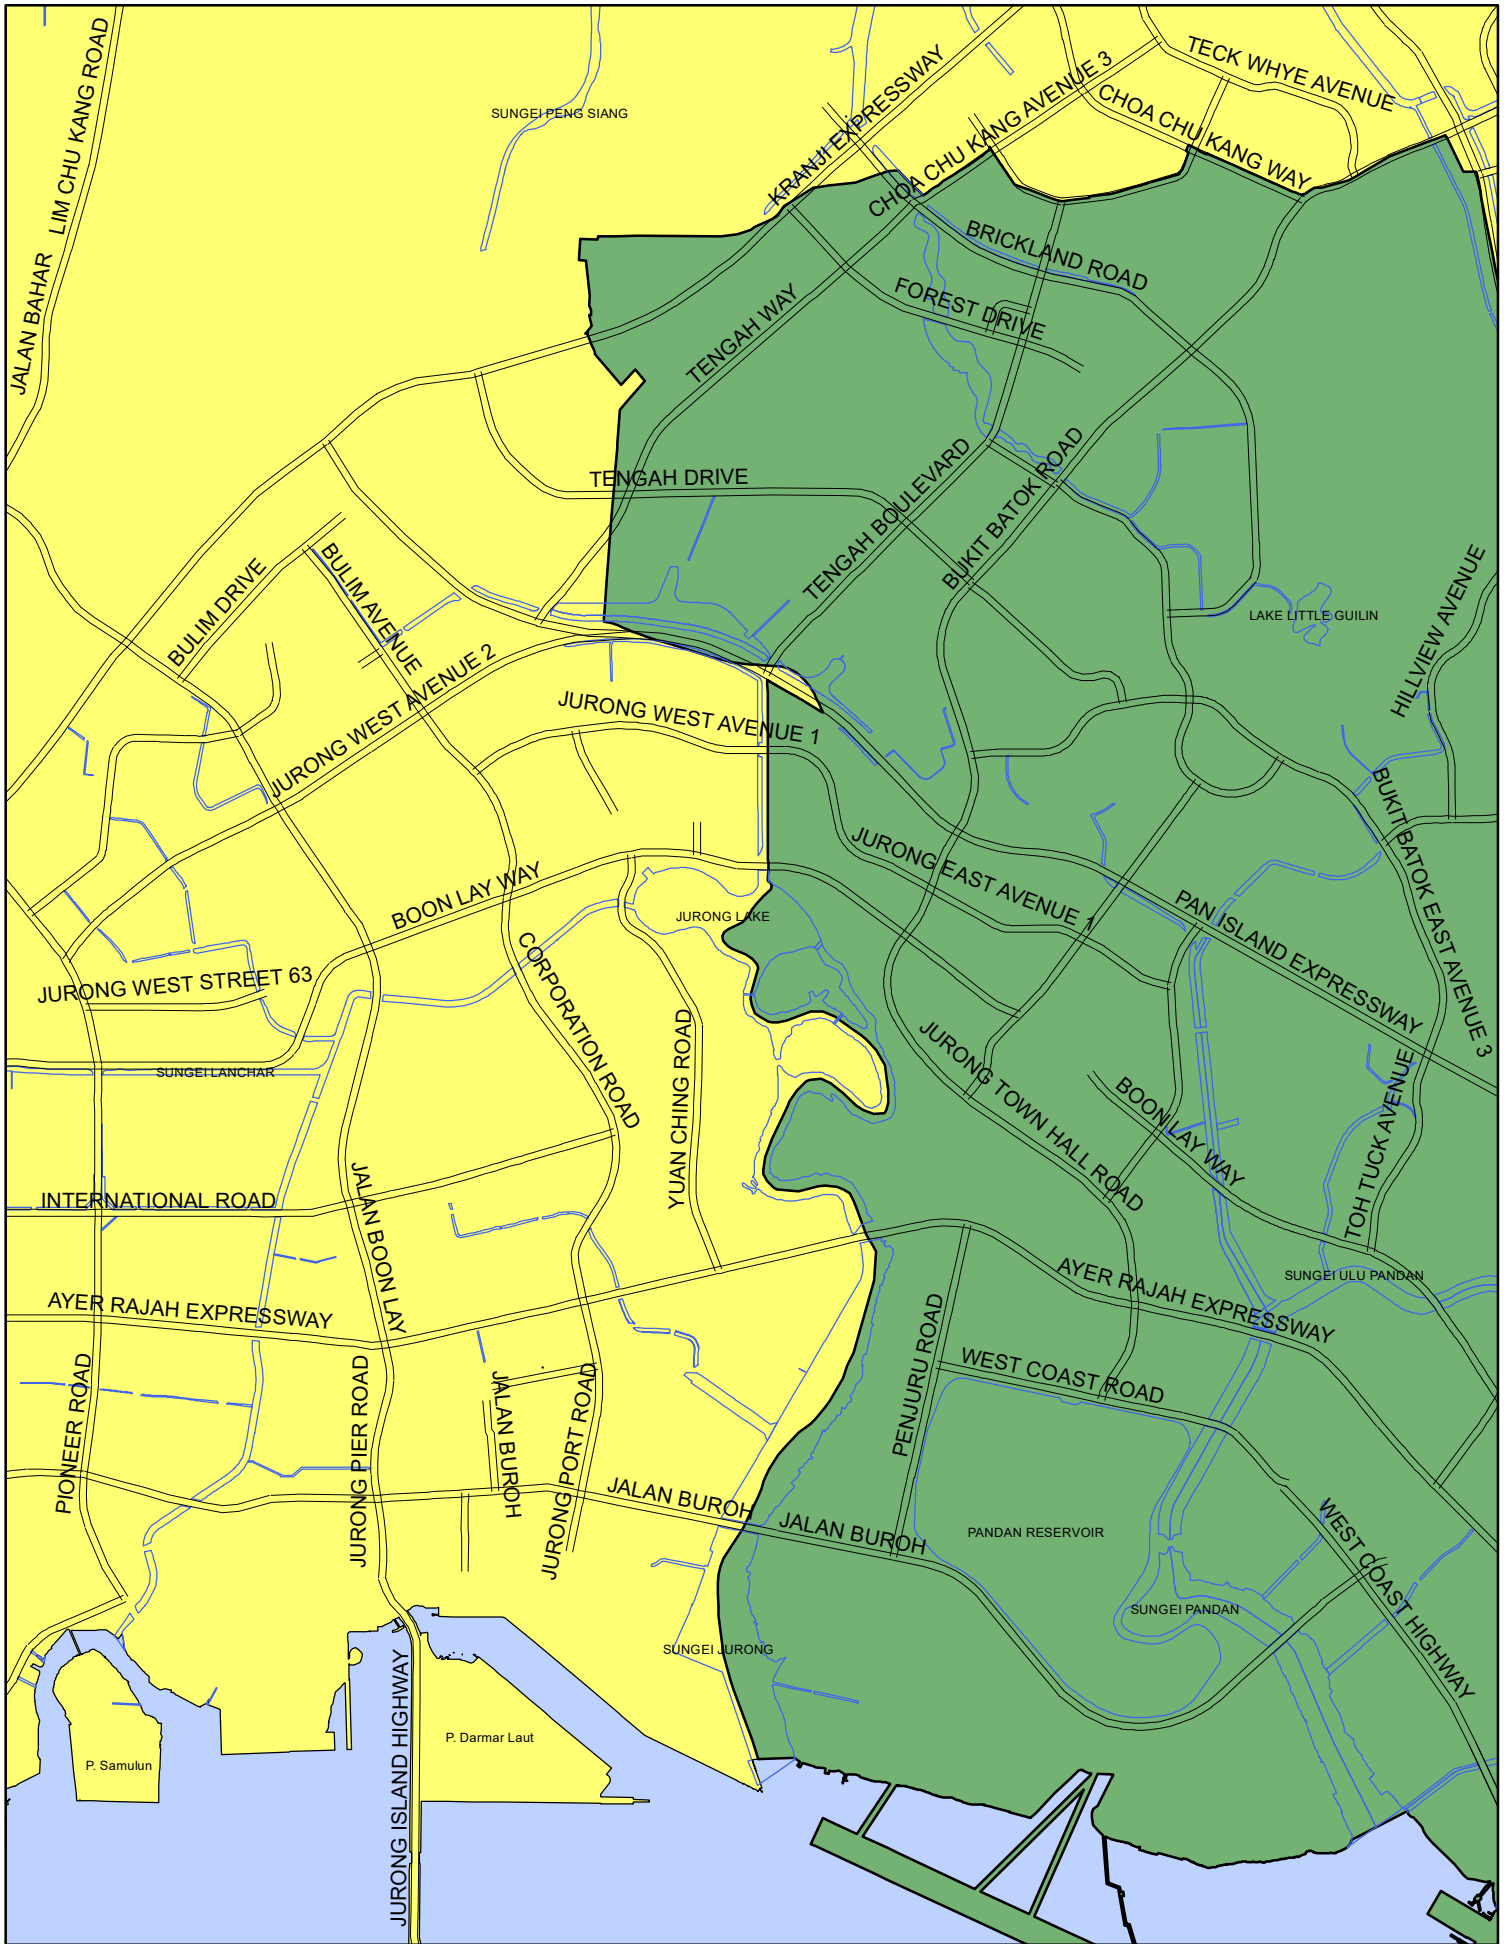 LIM CHU KANG ROAD
JALAN BAHAR
SUNGEI PENG SIANG
KRANJI EXPRESSWAY
CHOA CHU KANG AVENUE 3
TECK WHYE AVENUE
CHOA CHU KANG WAY
BRICKLAND ROAD
FOREST DRIVE
TENGAH WAY
TENGAH DRIVE
TENGAH BOULEVARD
BUKIT BATOK ROAD
BULIM DRIVE
BULIM AVENUE
LAKE LITTLE GUILIN
HILLVIEW AVENUE
JURONG WEST AVENUE 2
JURONG WEST AVENUE 1
BUKIT BATOK EAST AVENUE 3
JURONG EAST AVENUE 1
BOON LAY WAY
JURONG LAKE
PAN ISLAND EXPRESSWAY
JURONG WEST STREET 63
CORPORATION ROAD
YUAN CHING ROAD
SUNGEI LANCHAR
JURONG TOWN HALL ROAD
BOON LAY WAY
TOH TUCK AVENUE
INTERNATIONAL ROAD
JALAN BOON LAY
SUNGEI ULU PANDAN
AYER RAJAH EXPRESSWAY
AYER RAJAH EXPRESSWAY
PENJURU ROAD
WEST COAST ROAD
PIONEER ROAD
JURONG PIER ROAD
JALAN BUROH
JURONG PORT ROAD
JALAN BUROH
JALAN BUROH
PANDAN RESERVOIR
WEST COAST HIGHWAY
SUNGEI PANDAN
SUNGEI JURONG
JURONG ISLAND HIGHWAY
P. Darmar Laut
P. Samulun